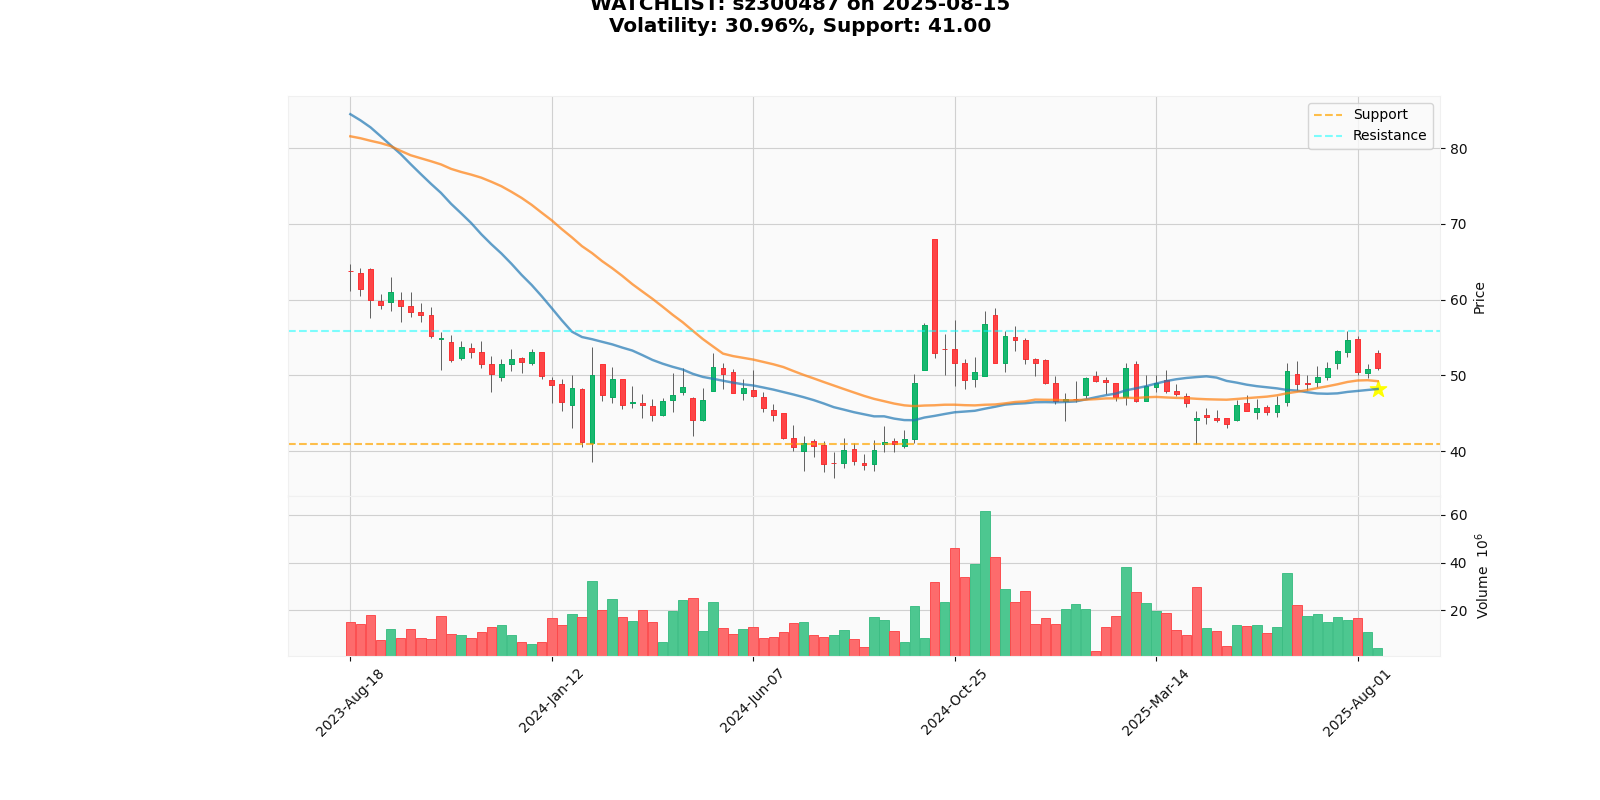 WATCHLIST: sz300487 on 2025-08-15
Volatility: 30.96%, Support: 41.00
Support
Resistance
80
70
60
50
40
Price
60
40
20
Volume 10⁶
2023-Aug-18
2024-Jan-12
2024-Jun-07
2024-Oct-25
2025-Mar-14
2025-Aug-01